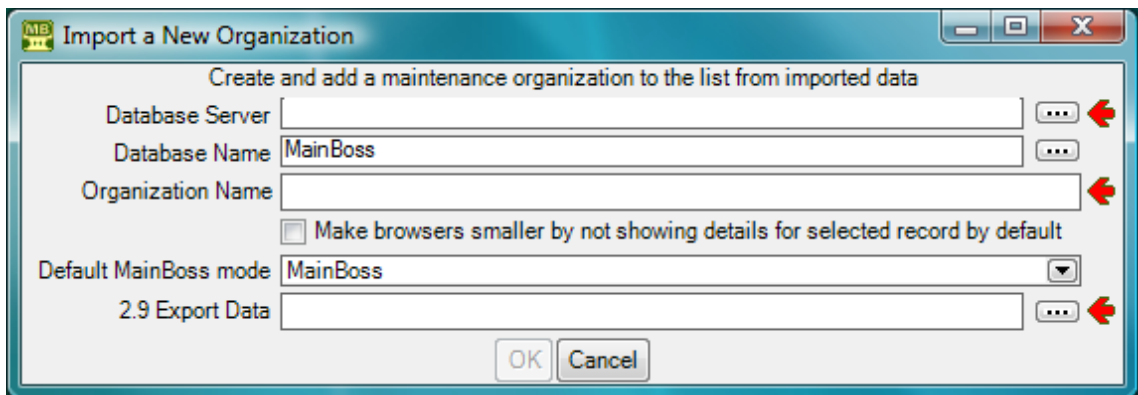 MB
Import a New Organization
X
Create and add a maintenance organization to the list from imported data
Database Server
...
Database Name MainBoss
...
Organization Name
Make browsers smaller by not showing details for selected record by default
Default MainBoss mode MainBoss
2.9 Export Data
...
OK Cancel